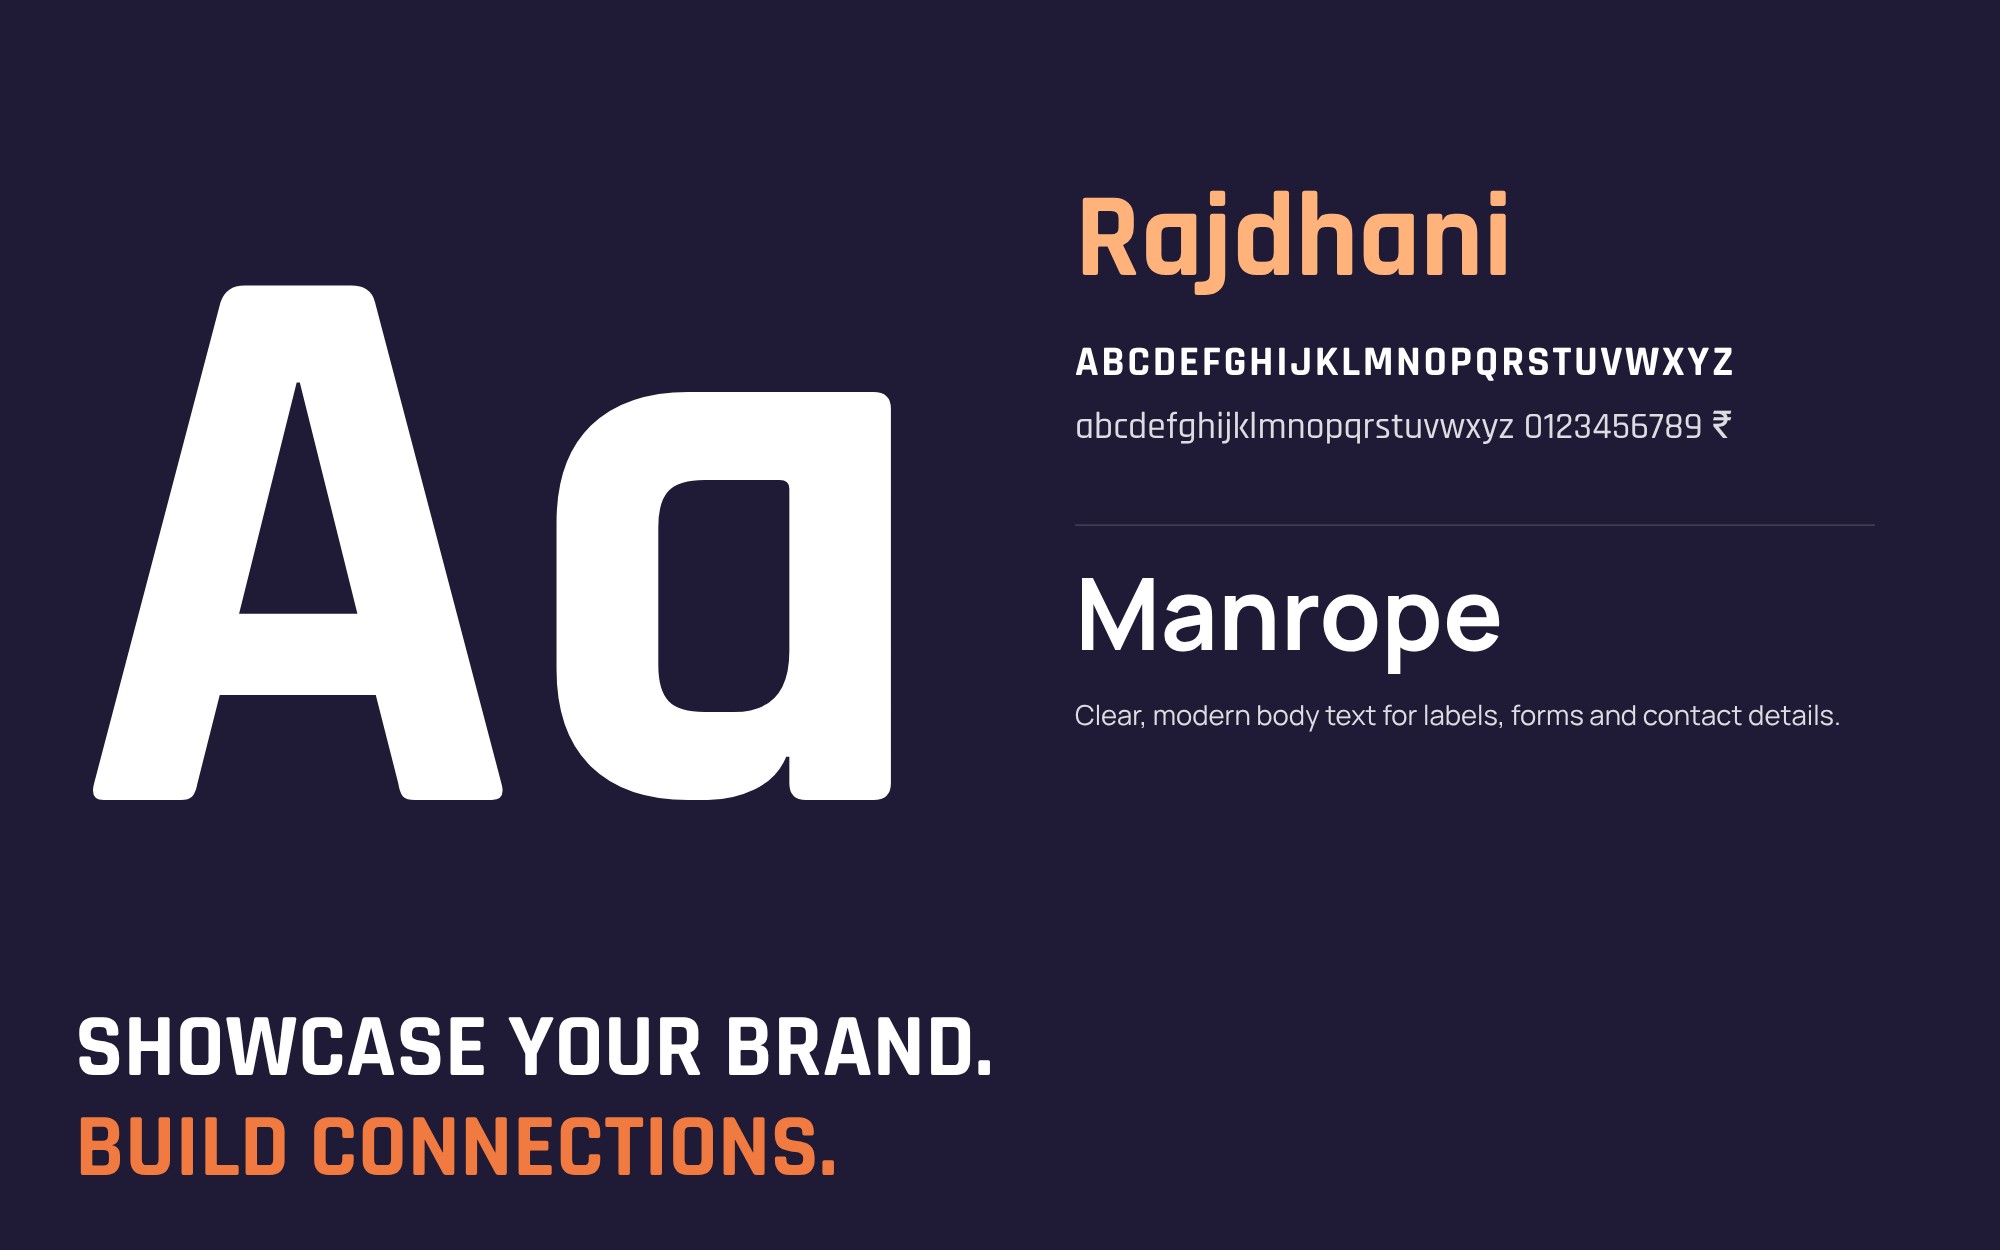 Aa
Rajdhani
ABCDEFGHIJKLMNOPQRSTUVWXYZ
abcdefghijklmnopqrstuvwxyz 0123456789 ₹
Manrope
Clear, modern body text for labels, forms and contact details.
SHOWCASE YOUR BRAND.
BUILD CONNECTIONS.